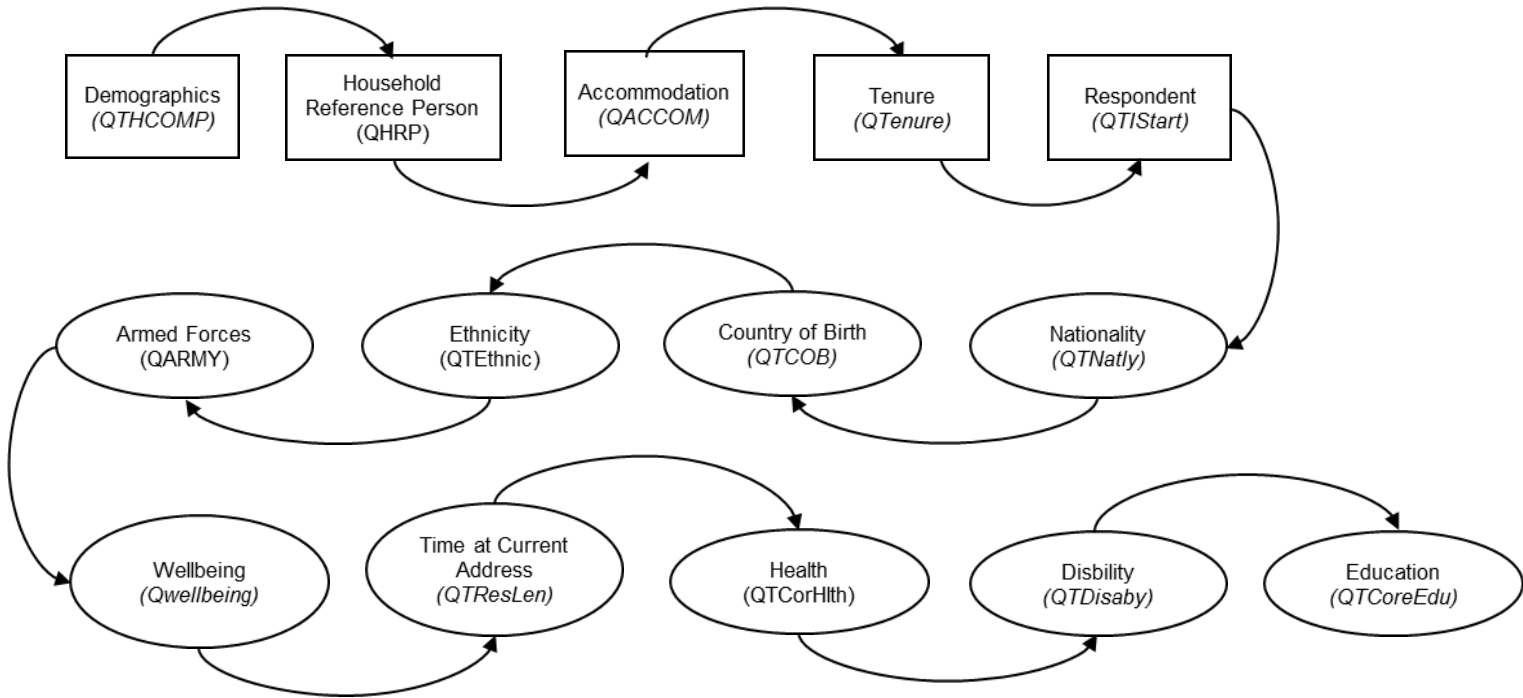 Demographics
(QTHCOMP)
Household
Reference Person
(QHRP)
Accommodation
(QACCOM)
Tenure
(QTenure)
Respondent
(QTIStart)
Armed Forces
(QARMY)
Ethnicity
(QTEthnic)
Country of Birth
(QTCOB)
Nationality
(QTNatly)
Wellbeing
(Qwellbeing)
Time at Current
Address
(QTResLen)
Health
(QTCorHlth)
Disbility
(QTDisaby)
Education
(QTCoreEdu)